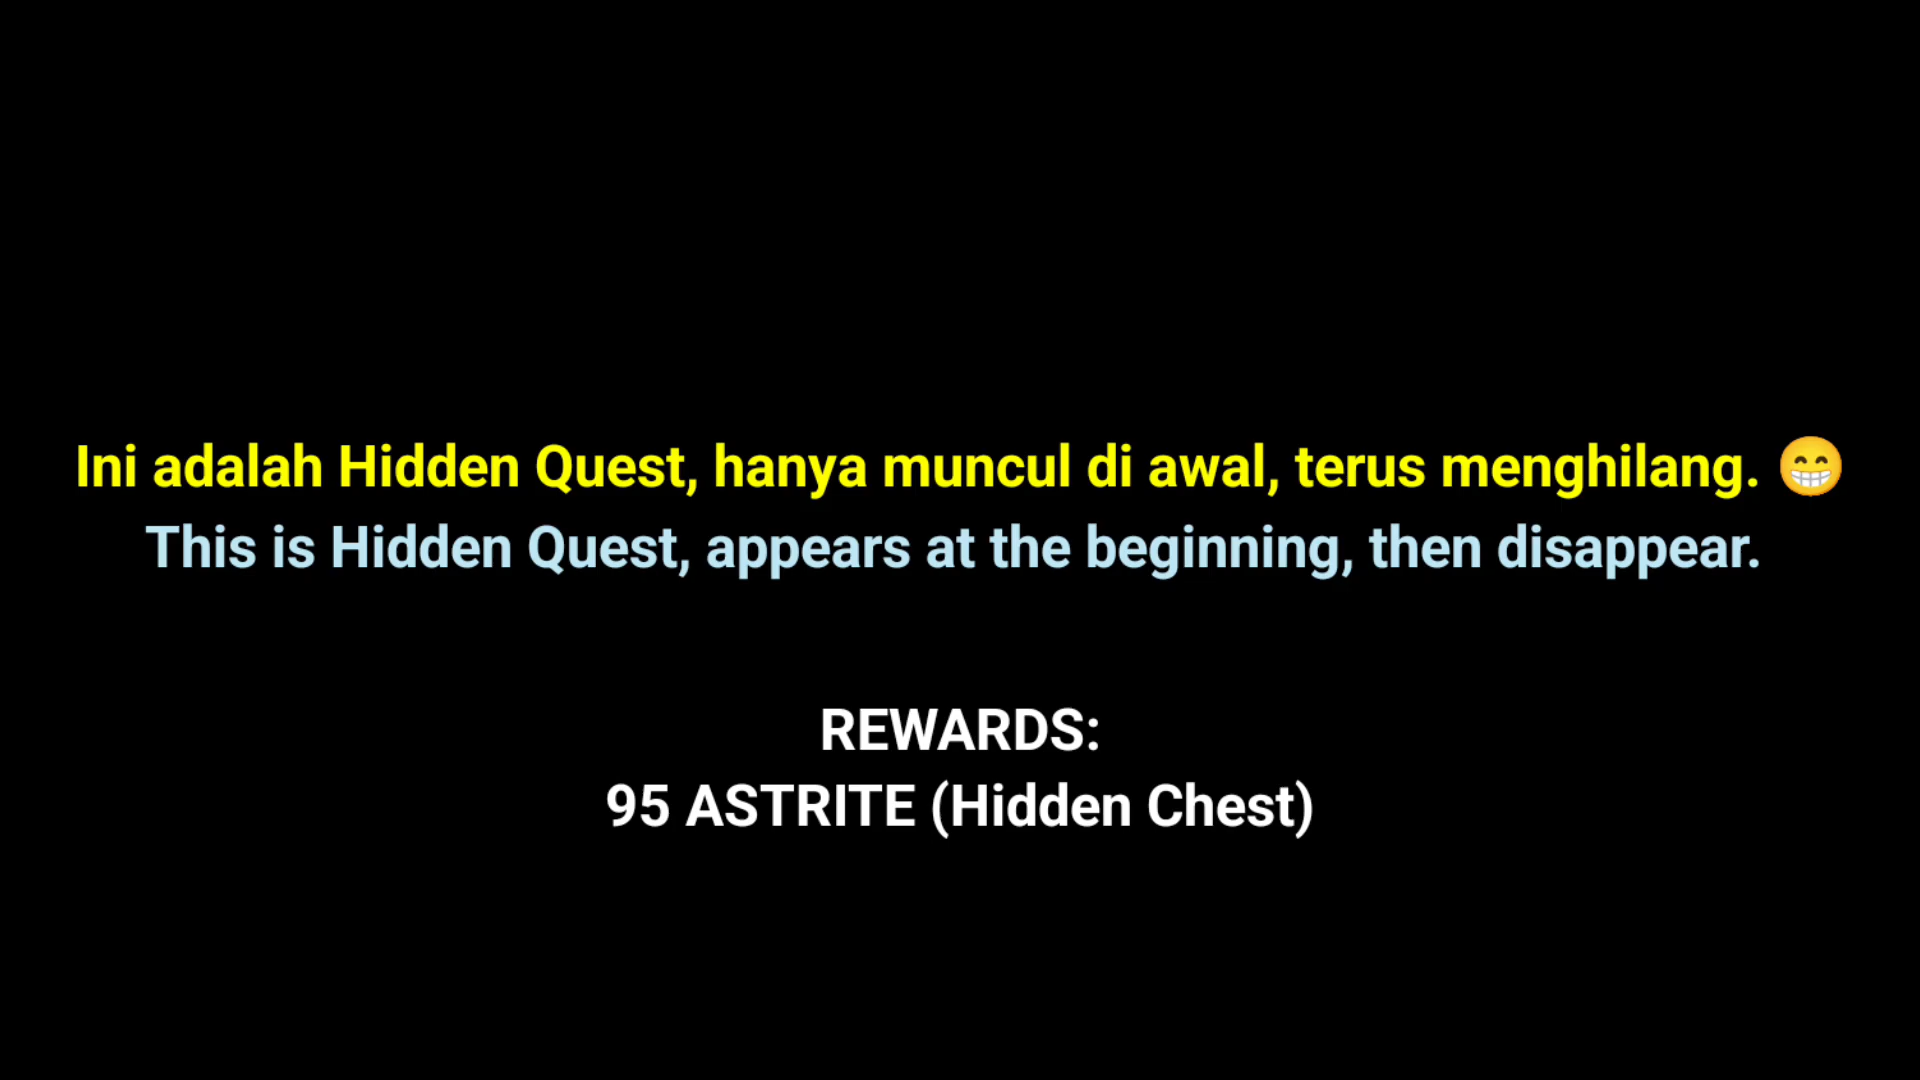 Ini adalah Hidden Quest, hanya muncul di awal, terus menghilang. 😁
This is Hidden Quest, appears at the beginning, then disappear.
REWARDS:
95 ASTRITE (Hidden Chest)